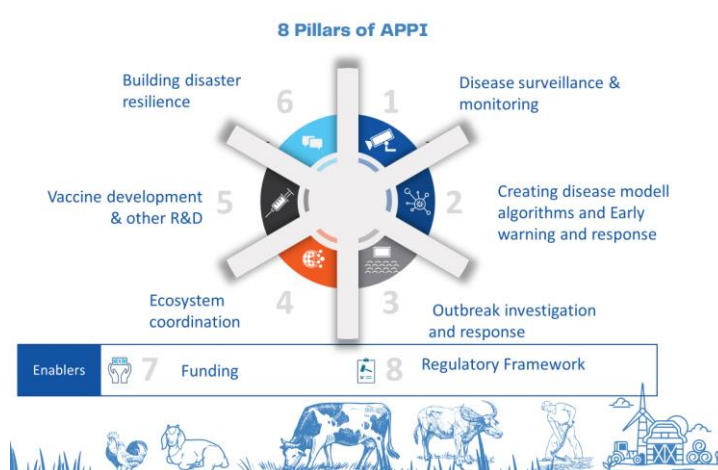 8 Pillars of APPI
6
1
Building disaster
resilience
Disease surveillance &
monitoring
Vaccine development
& other R&D
5
2
Creating disease modell
algorithms and Early
warning and response
Ecosystem
coordination
4
3
Outbreak investigation
and response
Enablers
7
Funding
8
Regulatory Framework